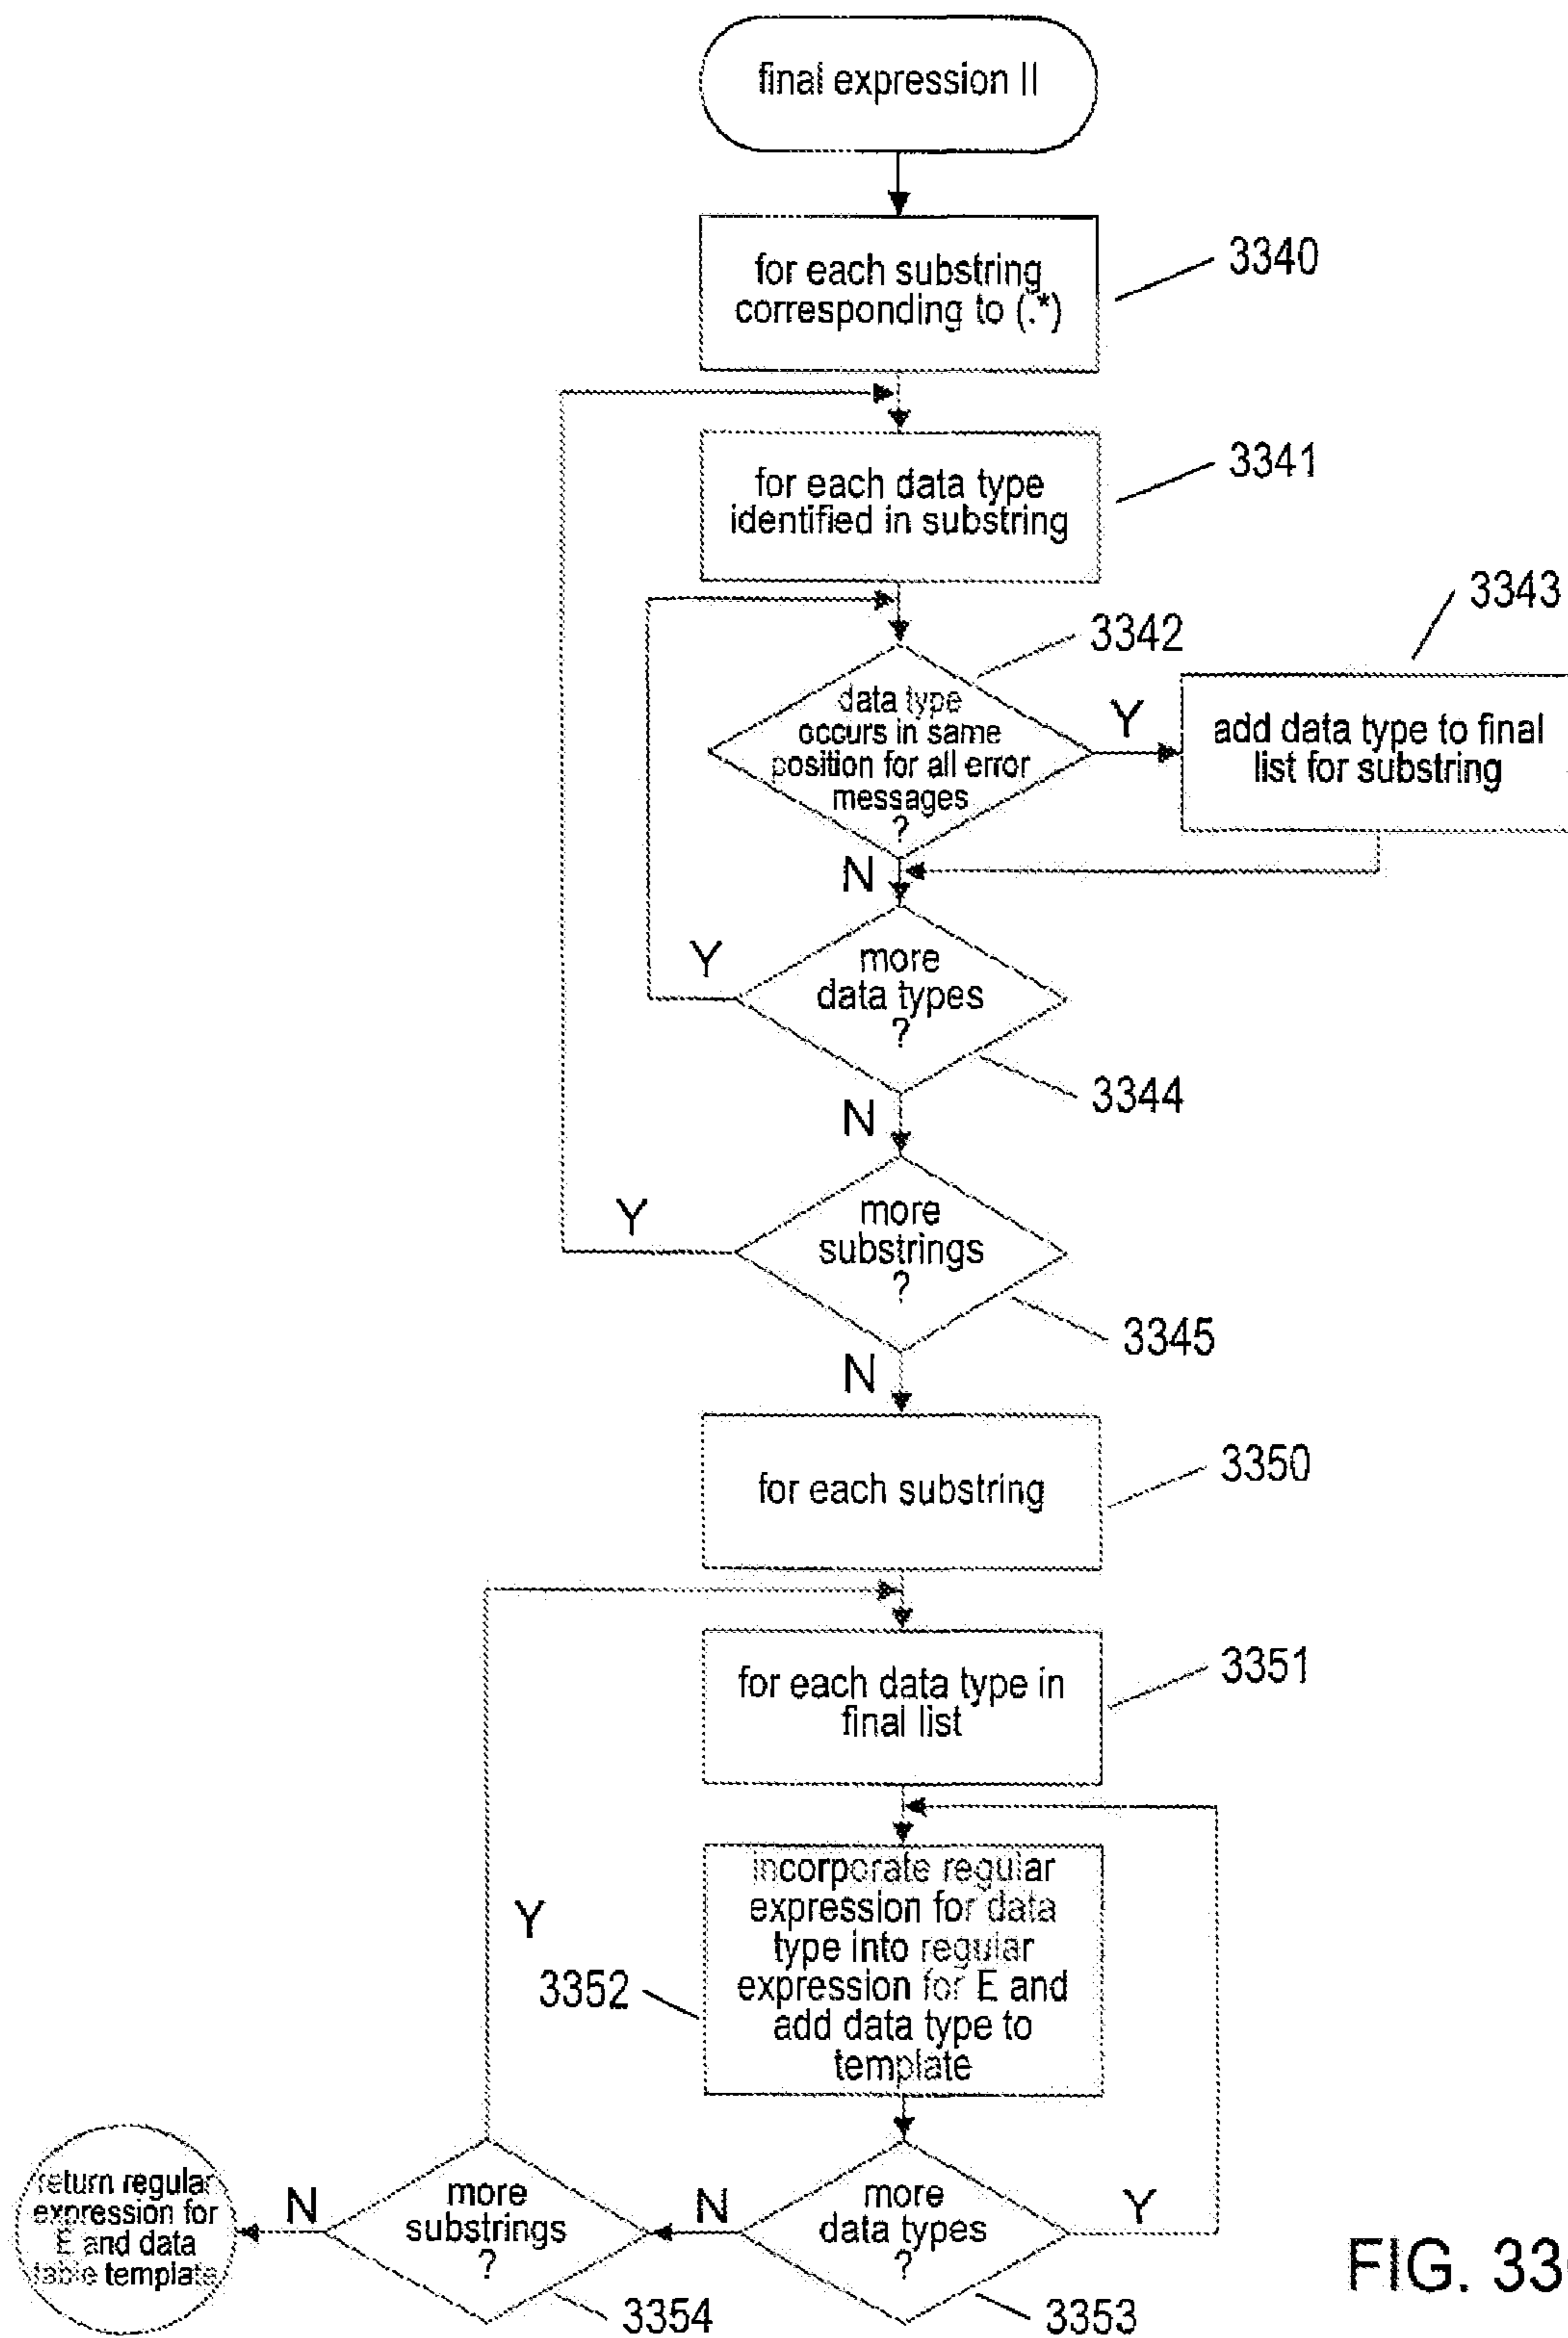 final expression II
for each substring
corresponding to (.*)
3340
for each data type
identified in substring
3341
data type
occurs in same
position for all error
messages
?
3342
Y
add data type to final
list for substring
3343
N
more
data types
?
Y
3344
N
more
substrings
?
Y
3345
N
for each substring
3350
for each data type in
final list
3351
incorporate regular
expression for data
type into regular
expression for E and
add data type to
template
3352
Y
more
data types
?
Y
3353
N
more
substrings
?
3354
N
return regular
expression for
E and data
table template
FIG. 33